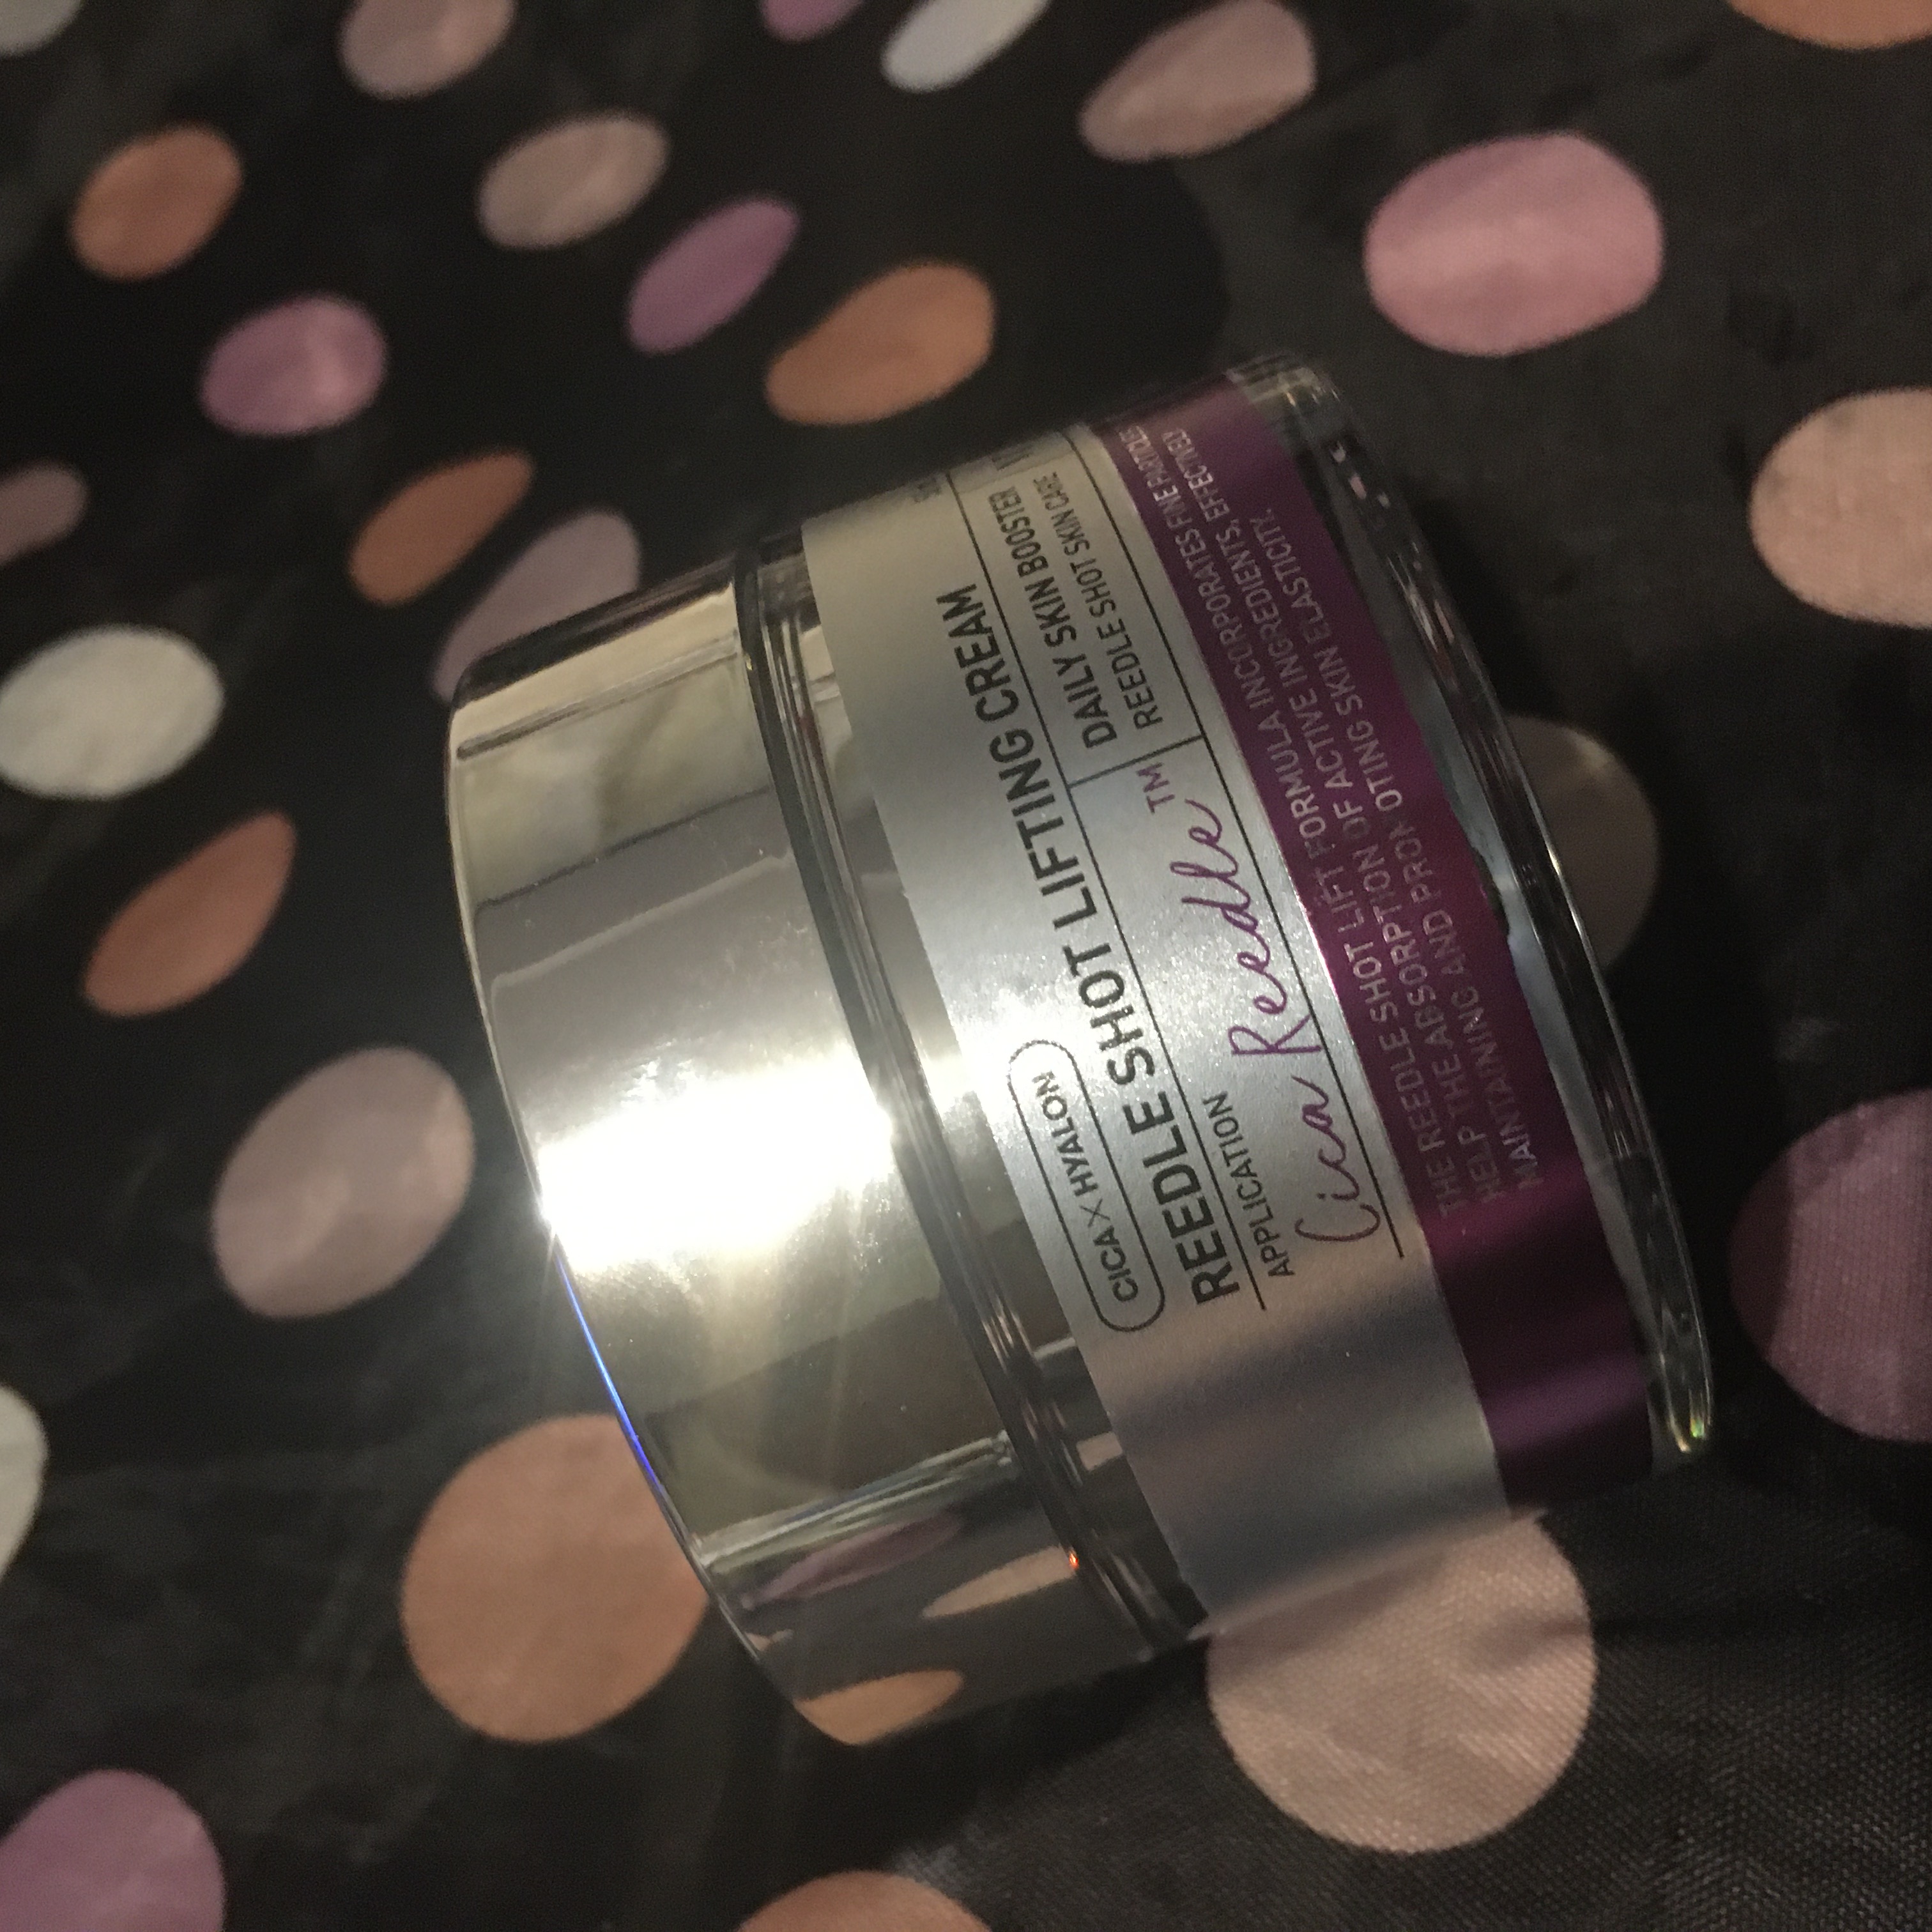 CICA X HYALON
REEDLE SHOT LIFTING CREAM
APPLICATION
Cica Reedle™
DAILY SKIN BOOSTER
REEDLE SHOT SKIN CARE
THE REEDLE SHOT LIFT FORMULA INCORPORATES FINE PARTICLES
HELP THE ABSORPTION OF ACTIVE INGREDIENTS, EFFECTIVELY
MAINTAINING AND PROMOTING SKIN ELASTICITY.